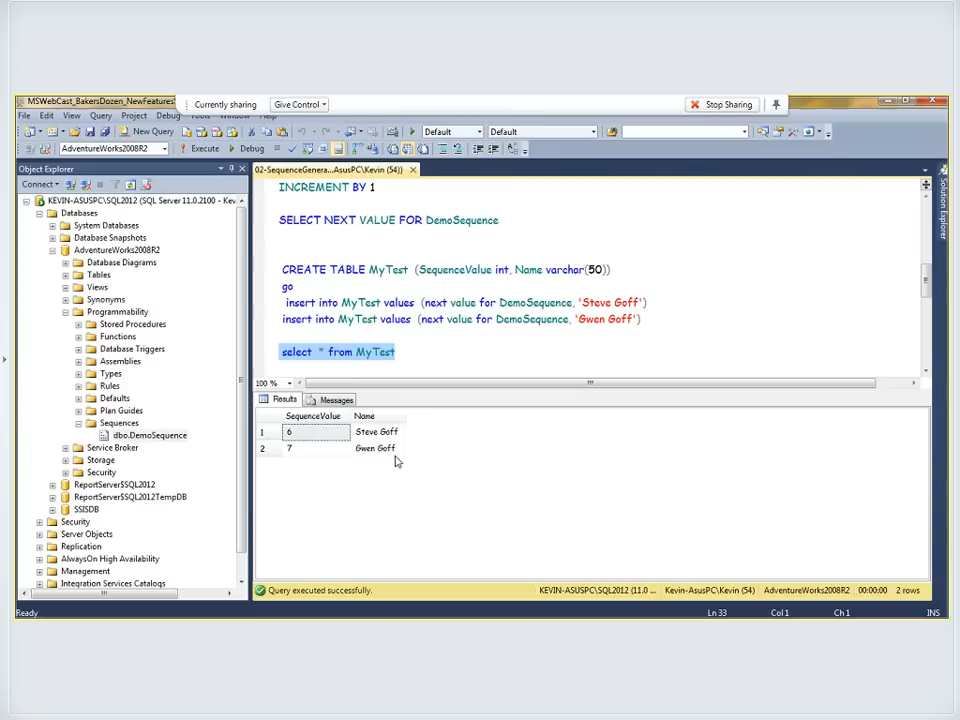 MSWebCast_BakersDozen_NewFeatures
Currently sharing
Give Control
Stop Sharing
File Edit View Query Project Debug Tools Window Help
New Query
Default
Default
AdventureWorks2008R2
Execute
Debug
Object Explorer
02-SequenceGenera...AsusPC\Kevin (54))
Connect
Solution Explorer
KEVIN-ASUSPC\SQL2012 (SQL Server 11.0.2100 - Kev
Databases
System Databases
Database Snapshots
AdventureWorks2008R2
Database Diagrams
Tables
Views
Synonyms
Programmability
Stored Procedures
Functions
Database Triggers
Assemblies
Types
Rules
Defaults
Plan Guides
Sequences
dbo.DemoSequence
Service Broker
Storage
Security
ReportServer$SQL2012
ReportServer$SQL2012TempDB
SSISDB
Security
Server Objects
Replication
AlwaysOn High Availability
Management
Integration Services Catalogs
INCREMENT BY 1
SELECT NEXT VALUE FOR DemoSequence
CREATE TABLE MyTest (SequenceValue int, Name varchar(50))
go
insert into MyTest values (next value for DemoSequence, 'Steve Goff')
insert into MyTest values (next value for DemoSequence, 'Gwen Goff')
select * from MyTest
100 %
Results Messages
SequenceValue Name
1 6 Steve Goff
2 7 Gwen Goff
Query executed successfully.
KEVIN-ASUSPC\SQL2012 (11.0 ... Kevin-AsusPC\Kevin (54) AdventureWorks2008R2 00:00:00 2 rows
Ready
Ln 33 Col 1 Ch 1 INS